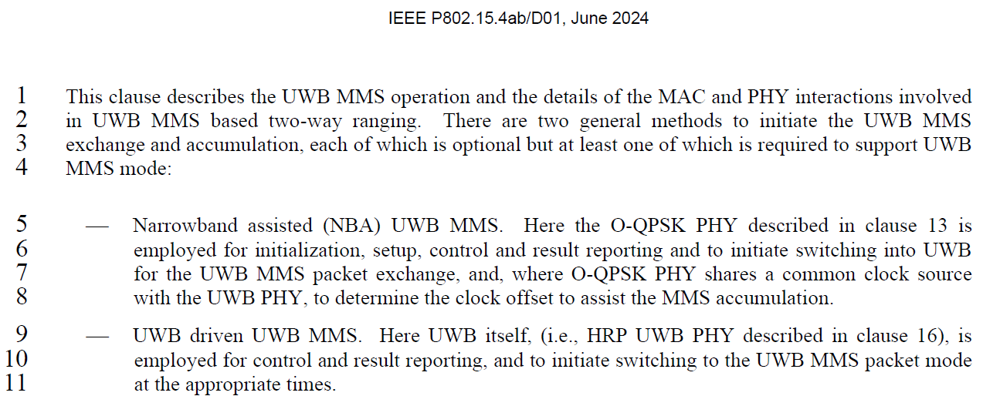 IEEE P802.15.4ab/D01, June 2024
1 This clause describes the UWB MMS operation and the details of the MAC and PHY interactions involved
2 in UWB MMS based two-way ranging. There are two general methods to initiate the UWB MMS
3 exchange and accumulation, each of which is optional but at least one of which is required to support UWB
4 MMS mode:
5 — Narrowband assisted (NBA) UWB MMS. Here the O-QPSK PHY described in clause 13 is
6 employed for initialization, setup, control and result reporting and to initiate switching into UWB
7 for the UWB MMS packet exchange, and, where O-QPSK PHY shares a common clock source
8 with the UWB PHY, to determine the clock offset to assist the MMS accumulation.
9 — UWB driven UWB MMS. Here UWB itself, (i.e., HRP UWB PHY described in clause 16), is
10 employed for control and result reporting, and to initiate switching to the UWB MMS packet mode
11 at the appropriate times.